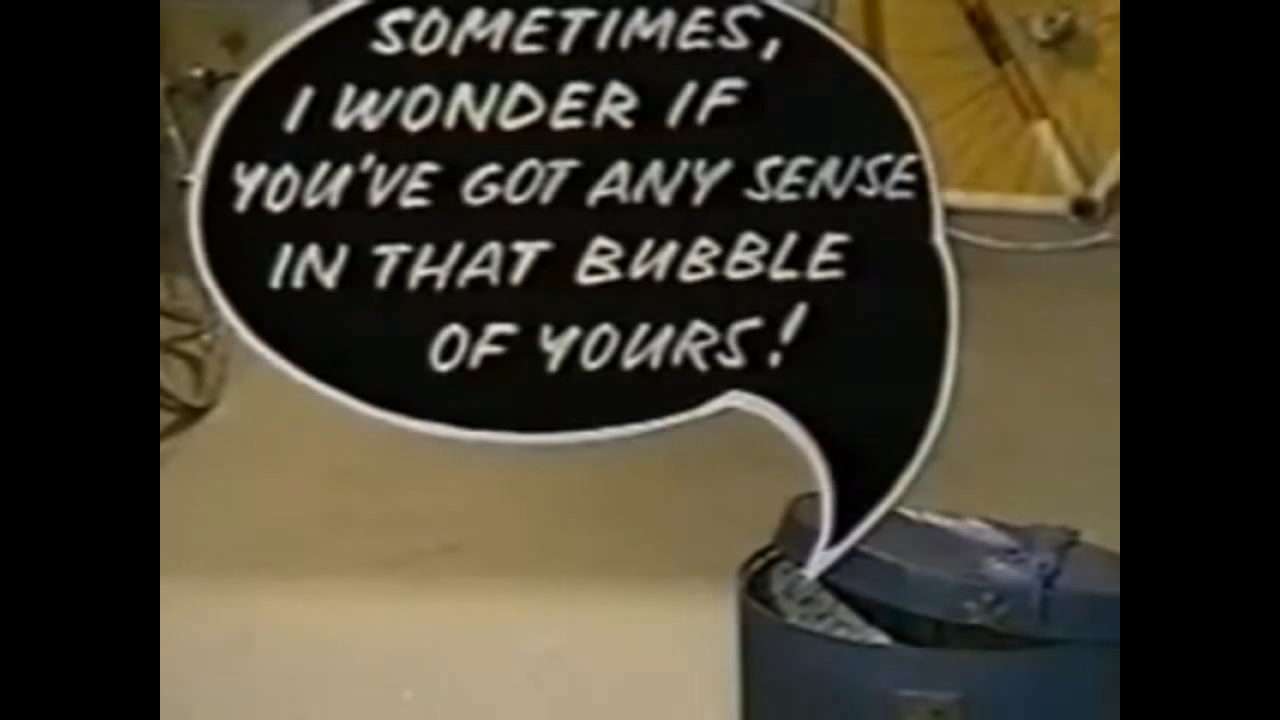 SOMETIMES,
I WONDER IF
YOU'VE GOT ANY SENSE
IN THAT BUBBLE
OF YOURS!